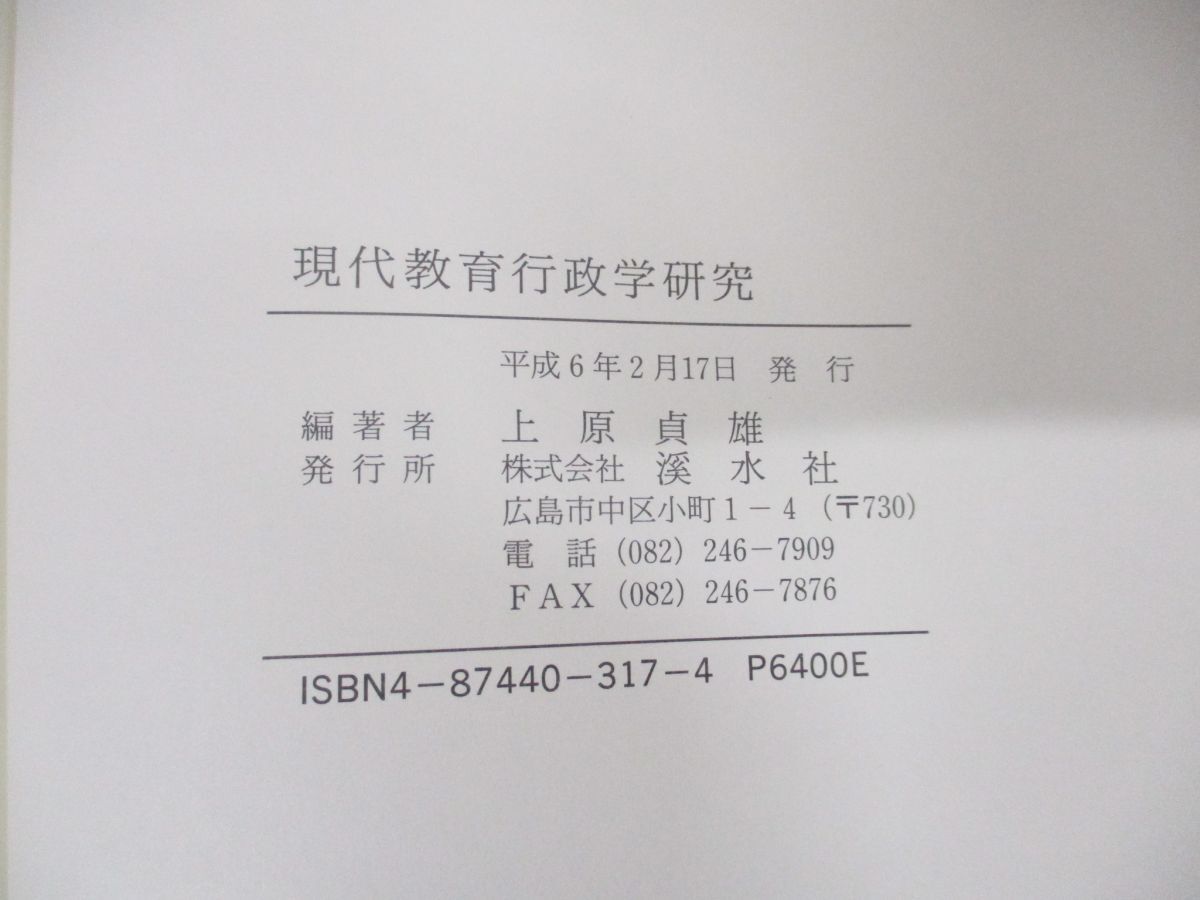 現代教育行政学研究
平成6年2月17日 発 行
編 著 者 上 原 貞 雄
発 行 所 株式会社 溪 水 社
広島市中区小町1−4(〒730)
電 話(082)246−7909
FAX(082)246−7876
ISBN4−87440−317−4 P6400E